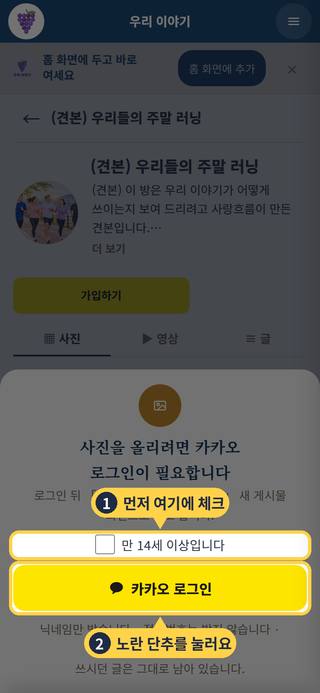 우리 이야기
홈 화면에 두고 바로
여세요
홈 화면에 추가
← (견본) 우리들의 주말 러닝
(견본) 우리들의 주말 러닝
(견본) 이 방은 우리 이야기가 어떻게
쓰이는지 보여 드리려고 사랑흐름이 만든
견본입니다.…
더 보기
가입하기
사진
영상
글
사진을 올리려면 카카오
로그인이 필요합니다
로그인 뒤
새 게시물
1 먼저 여기에 체크
만 14세 이상입니다
카카오 로그인
닉네임만
않습니다 ·
2 노란 단추를 눌러요
쓰시던 글은 그대로 남아 있습니다.